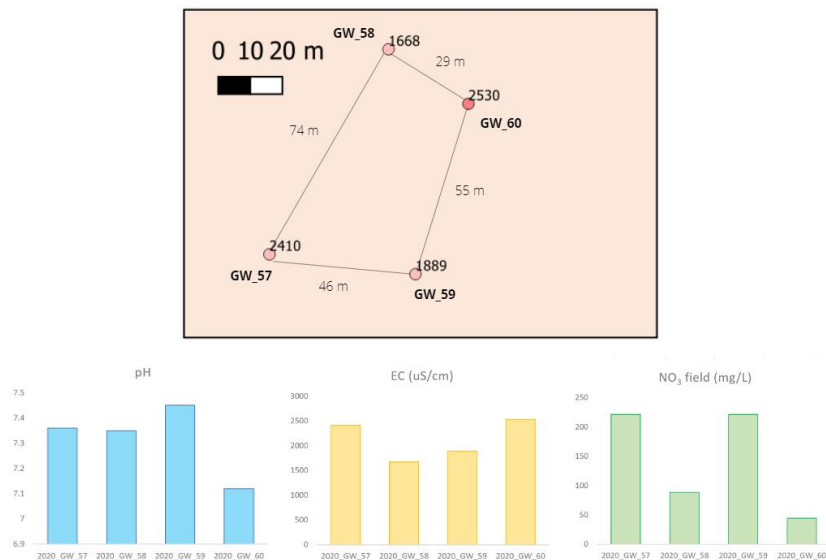 GW_58
1668
0 10 20 m
29 m
2530
GW_60
74 m
55 m
2410
GW_57
1889
46 m
GW_59
pH
7.5
7.4
7.3
7.2
7.1
7
6.9
2020_GW_57 2020_GW_58 2020_GW_59 2020_GW_60
EC (uS/cm)
3000
2500
2000
1500
1000
500
0
2020_GW_57 2020_GW_58 2020_GW_59 2020_GW_60
NO₃ field (mg/L)
250
200
150
100
50
0
2020_GW_57 2020_GW_58 2020_GW_59 2020_GW_60